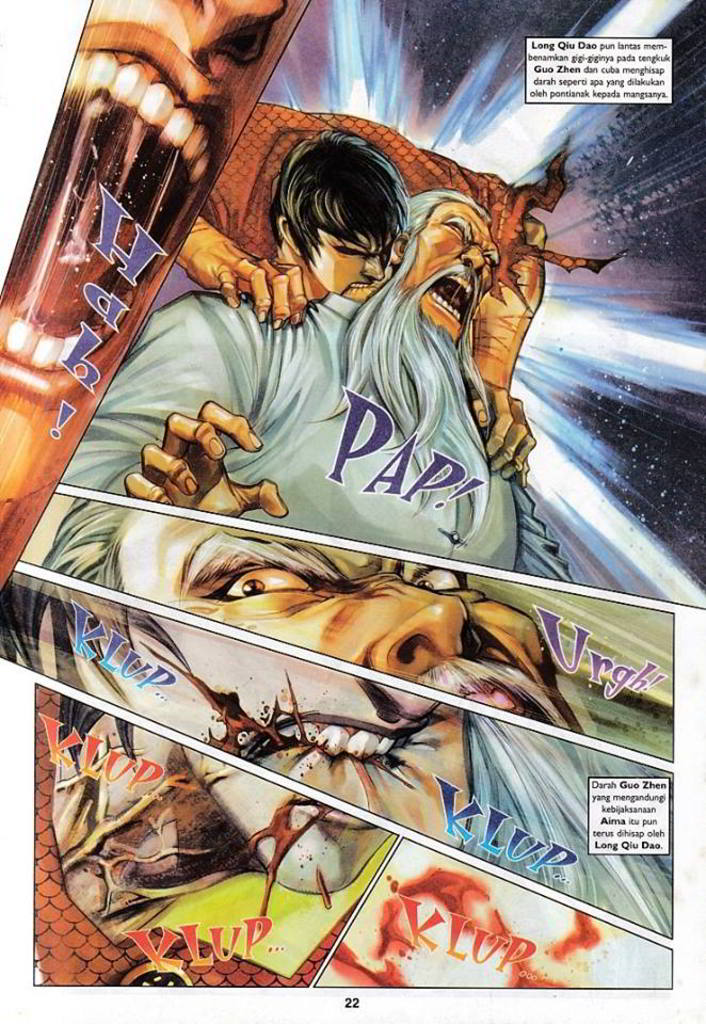 Long Qiu Dao pun lantas mem-
benamkan gigi-giginya pada tengkuk
Guo Zhen dan cuba menghisap
darah seperti apa yang dilakukan
oleh pontianak kepada mangsanya.
Hah!
PAP!
Urgh!
KLUP...
KLUP...
Darah Guo Zhen
yang mengandungi
kebijaksanaan
Aima itu pun
terus dihisap oleh
Long Qiu Dao.
KLUP...
KLUP...
KLUP...
22